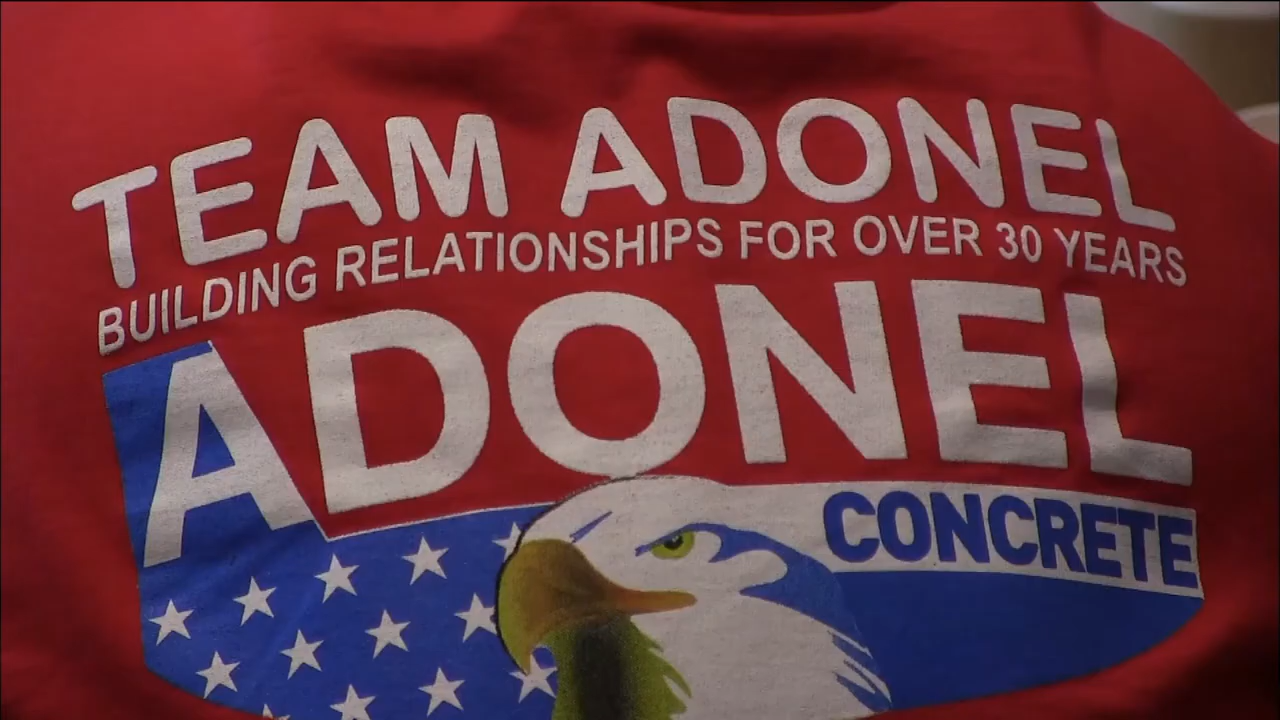 TEAM ADONEL
BUILDING RELATIONSHIPS FOR OVER 30 YEARS
ADONEL
CONCRETE